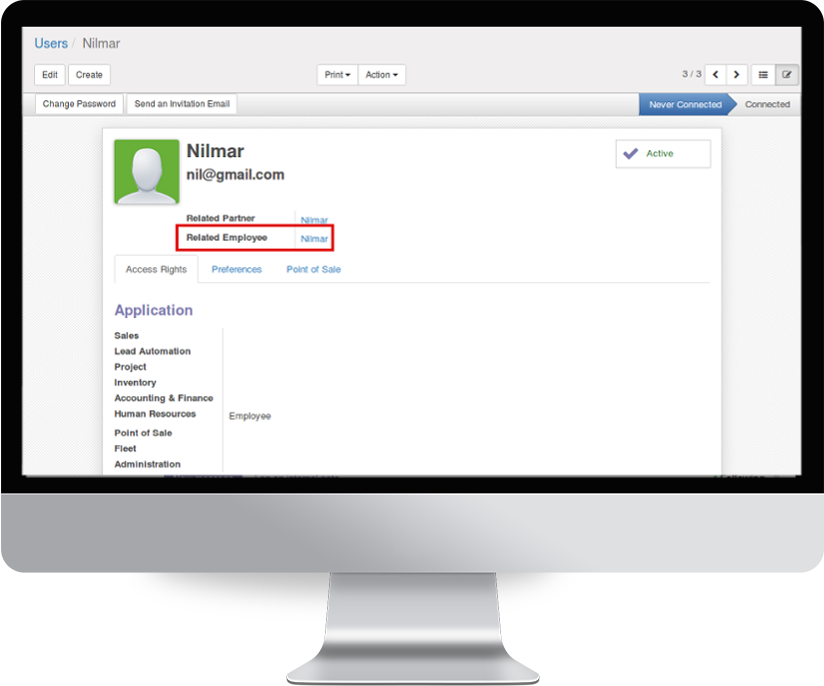 Users / Nilmar
Edit Create Print Action 3 / 3
Change Password Send an Invitation Email Never Connected Connected
Nilmar
nil@gmail.com
Active
Related Partner Nilmar
Related Employee Nilmar
Access Rights Preferences Point of Sale
Application
Sales
Lead Automation
Project
Inventory
Accounting & Finance
Human Resources Employee
Point of Sale
Fleet
Administration